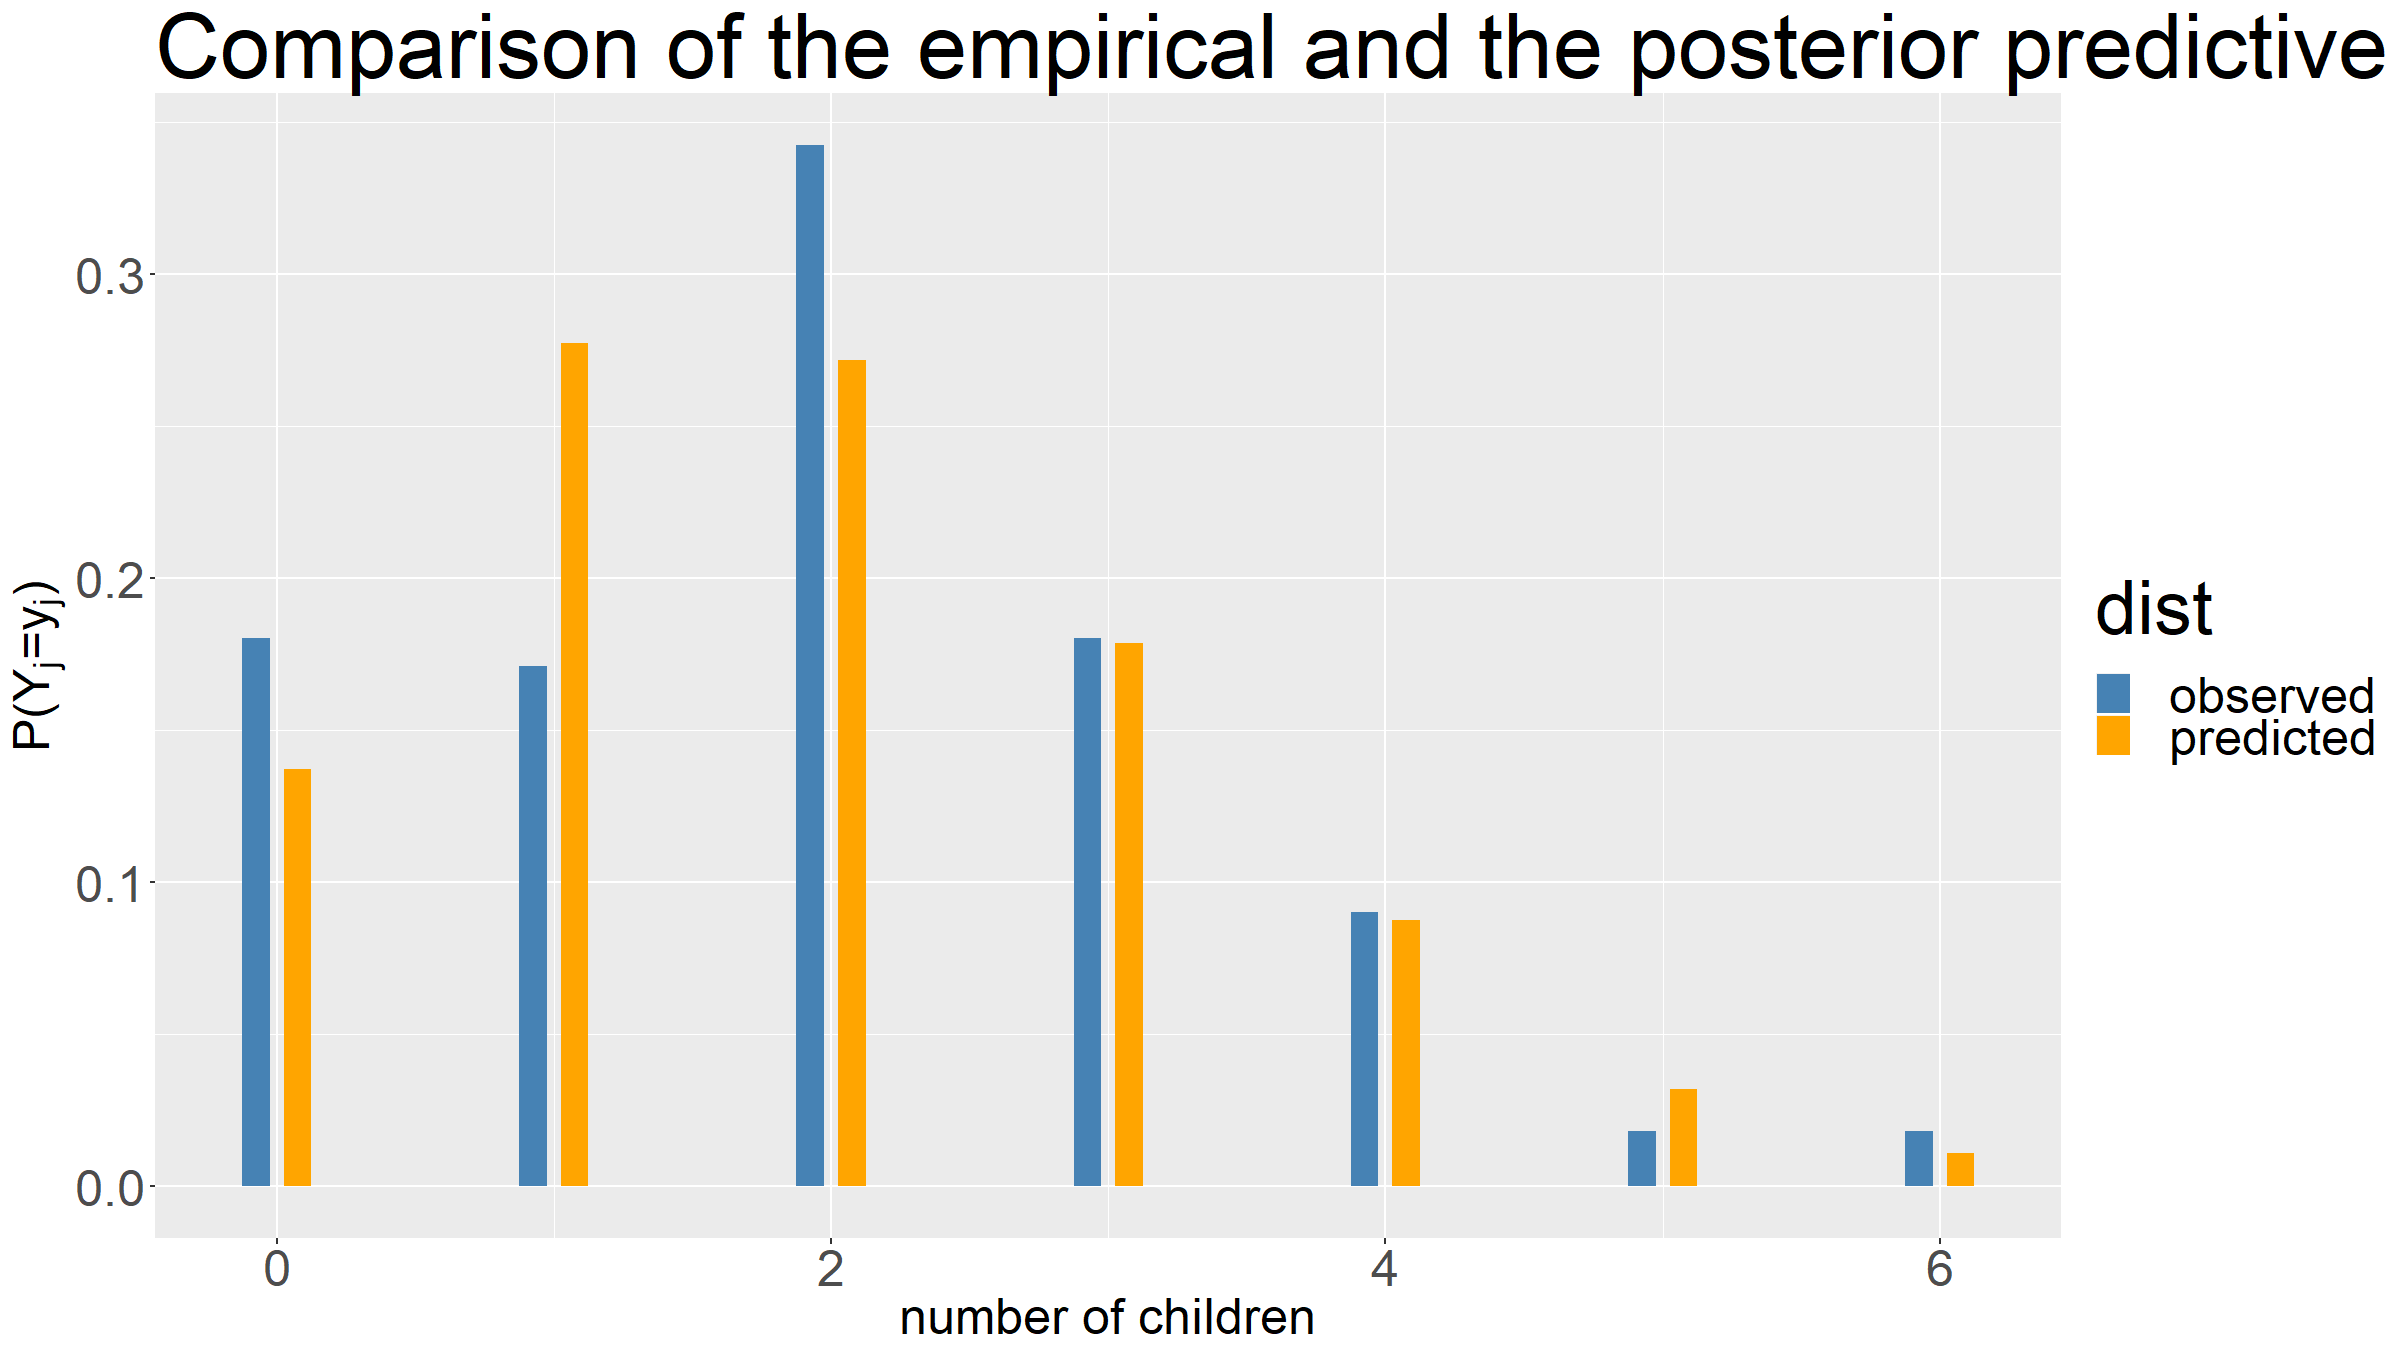 Comparison of the empirical and the posterior predictive
0.3
0.2
0.1
0.0
P(Yⱼ=yⱼ)
0 2 4 6
number of children
dist
observed
predicted